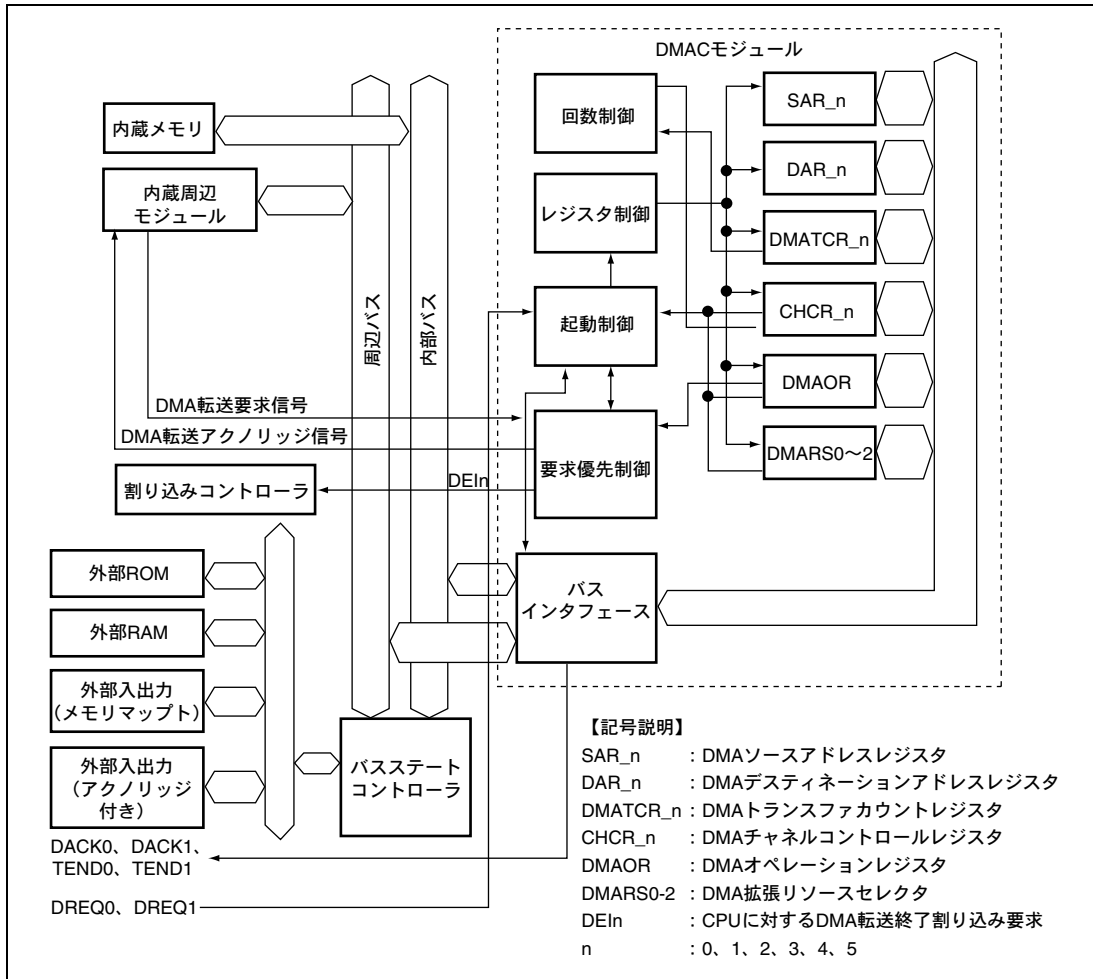 DMACモジュール
内蔵メモリ
内蔵周辺
モジュール
回数制御
レジスタ制御
起動制御
要求優先制御
バス
インタフェース
SAR_n
DAR_n
DMATCR_n
CHCR_n
DMAOR
DMARS0～2
周辺バス
内部バス
DMA転送要求信号
DMA転送アクノリッジ信号
DEIn
割り込みコントローラ
外部ROM
外部RAM
外部入出力
（メモリマップト）
外部入出力
（アクノリッジ
付き）
バスステート
コントローラ
DACK0、DACK1、
TEND0、TEND1
DREQ0、DREQ1
【記号説明】
SAR_n ：DMAソースアドレスレジスタ
DAR_n ：DMAデスティネーションアドレスレジスタ
DMATCR_n ：DMAトランスファカウントレジスタ
CHCR_n ：DMAチャネルコントロールレジスタ
DMAOR ：DMAオペレーションレジスタ
DMARS0-2 ：DMA拡張リソースセレクタ
DEIn ：CPUに対するDMA転送終了割り込み要求
n ：0、1、2、3、4、5